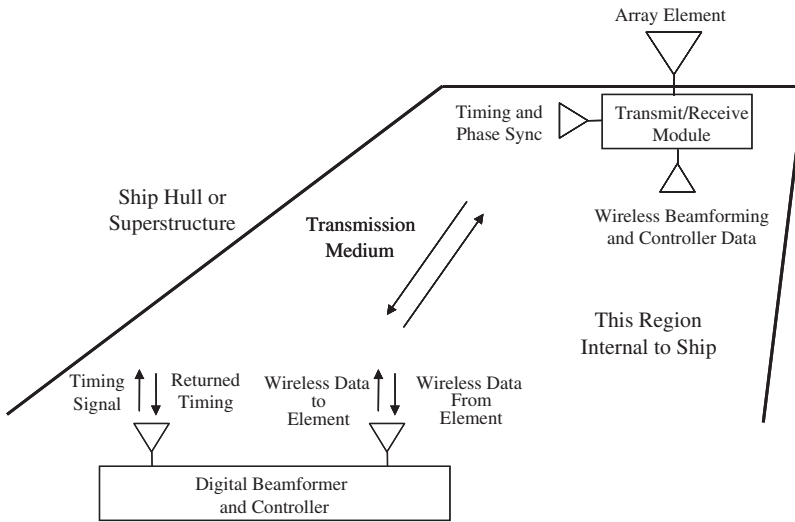 Array Element
Timing and
Phase Sync
Transmit/Receive
Module
Ship Hull or
Superstructure
Transmission
Medium
Wireless Beamforming
and Controller Data
This Region
Internal to Ship
Timing
Signal
Returned
Timing
Wireless Data
to
Element
Wireless Data
From
Element
Digital Beamformer
and Controller